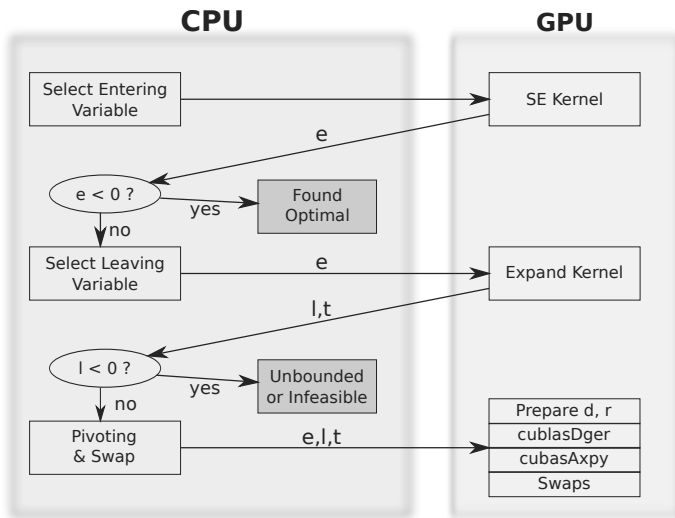 CPU
GPU
Select Entering
Variable
SE Kernel
e
e < 0 ?
yes
Found
Optimal
no
Select Leaving
Variable
e
Expand Kernel
l,t
l < 0 ?
yes
Unbounded
or Infeasible
no
Pivoting
& Swap
e,l,t
Prepare d, r
cublasDger
cubasAxpy
Swaps